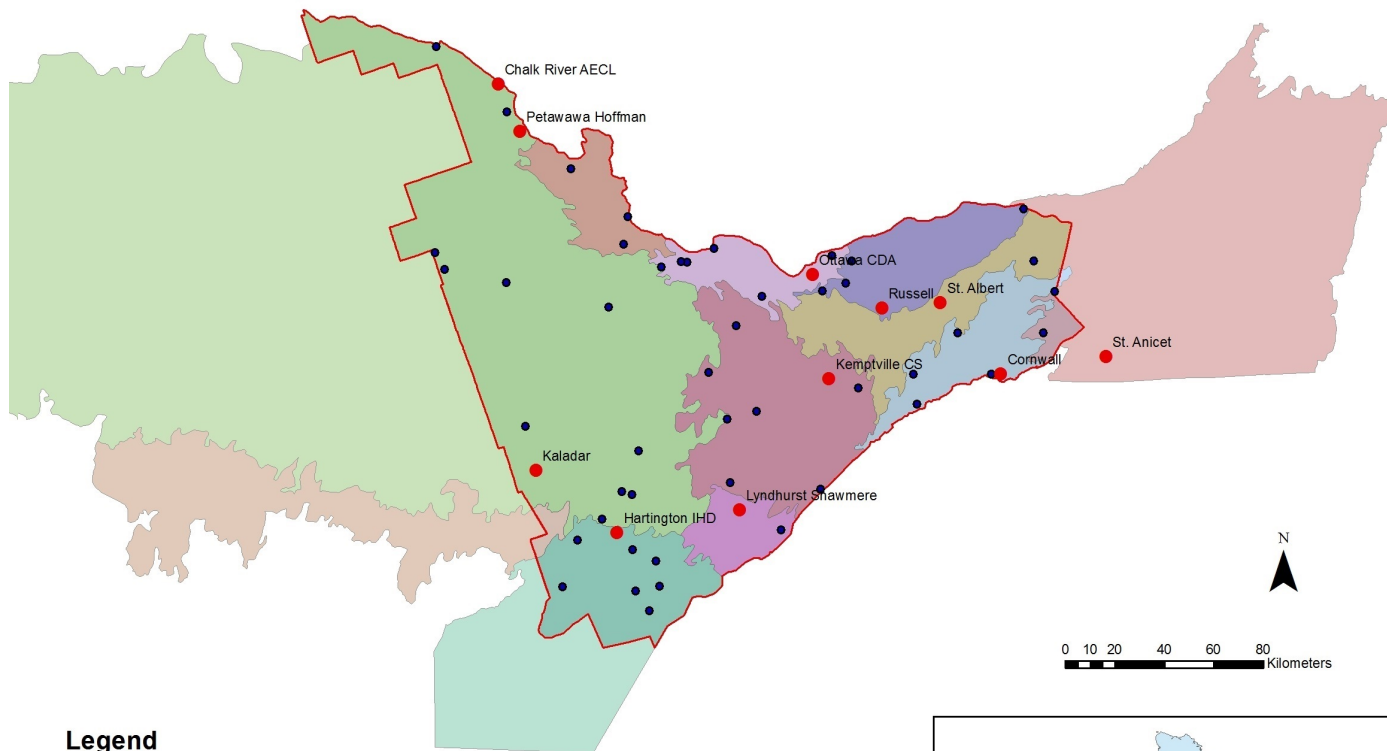 Chalk River AECL
Petawawa Hoffman
Ottawa CDA
Russell
St. Albert
St. Anicet
Kemptville CS
Cornwall
Kaladar
Lyndhurst Shawmere
Hartington IHD
N
0 10 20 40 60 80
Kilometers
Legend